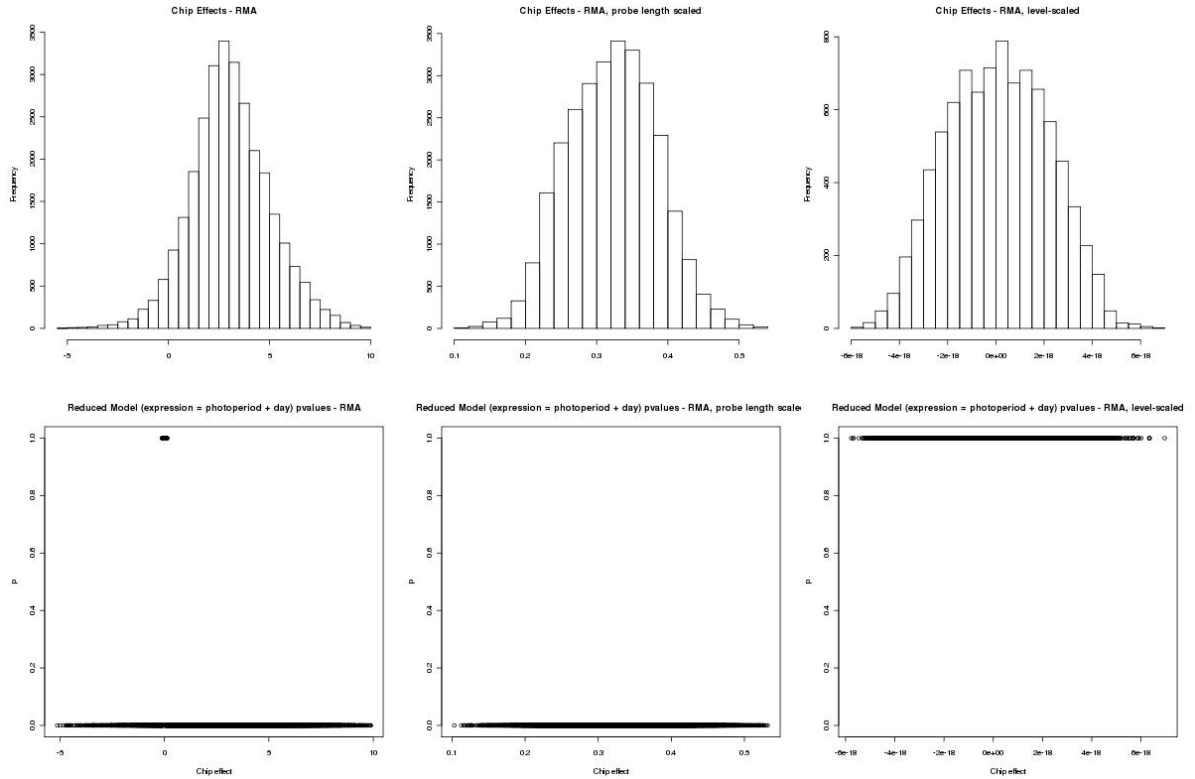 Chip Effects - RMA
Chip Effects - RMA, probe length scaled
Chip Effects - RMA, level-scaled
Frequency
0 500 1000 1500 2000 2500 3000 3500
-5 0 5 10
Frequency
0 500 1000 1500 2000 2500 3000 3500
0.1 0.2 0.3 0.4 0.5
Frequency
0 200 400 600 800
-6e-18 -4e-18 -2e-18 0e+00 2e-18 4e-18 6e-18
Reduced Model (expression = photoperiod + day) pvalues - RMA
Reduced Model (expression = photoperiod + day) pvalues - RMA, probe length scale
Reduced Model (expression = photoperiod + day) pvalues - RMA, level-scaled
p
0.0 0.2 0.4 0.6 0.8 1.0
-5 0 5 10
Chip effect
p
0.0 0.2 0.4 0.6 0.8 1.0
0.1 0.2 0.3 0.4 0.5
Chip effect
p
0.0 0.2 0.4 0.6 0.8 1.0
-6e-18 -4e-18 -2e-18 0e+00 2e-18 4e-18 6e-18
Chip effect